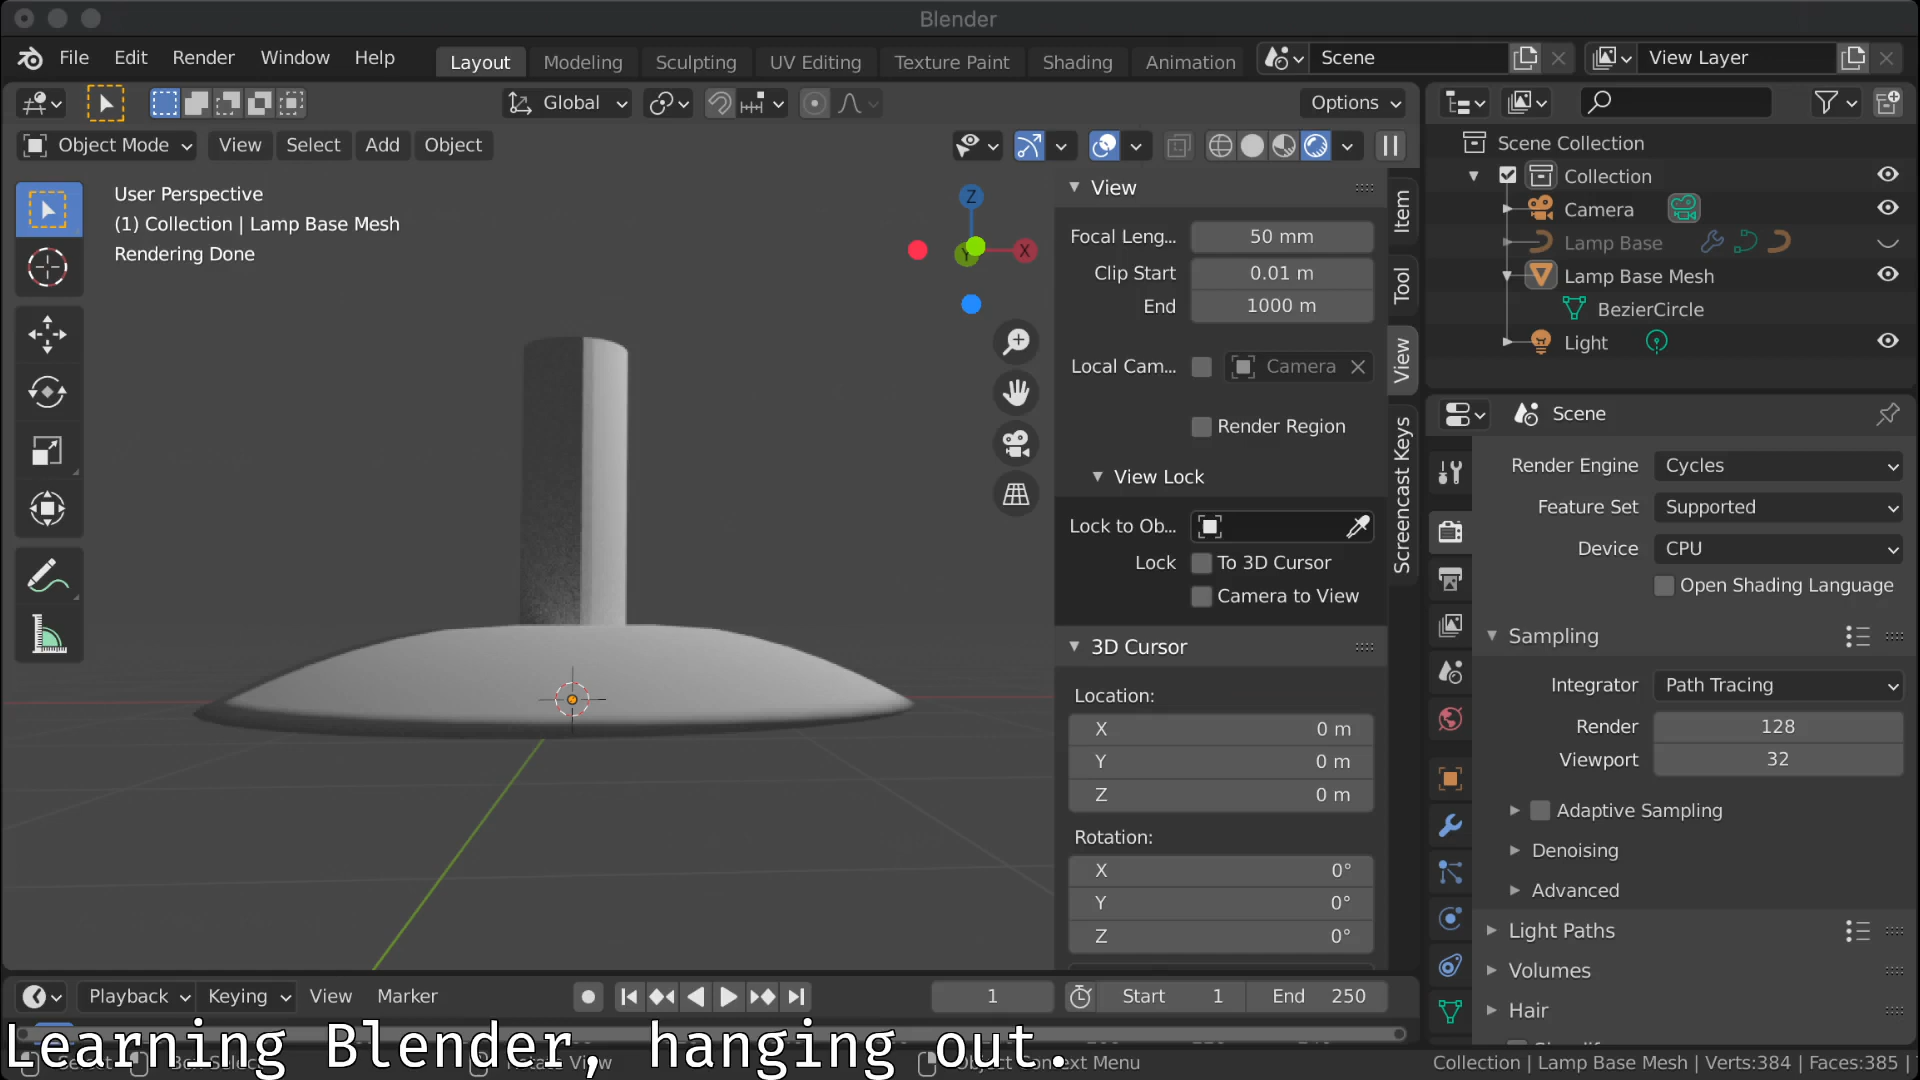 Blender
File Edit Render Window Help Layout Modeling Sculpting UV Editing Texture Paint Shading Animation Scene View Layer
Global Options
Object Mode View Select Add Object
User Perspective
(1) Collection | Lamp Base Mesh
Rendering Done
Z
Y
X
View
Focal Leng... 50 mm
Clip Start 0.01 m
End 1000 m
Local Cam... Camera
Render Region
View Lock
Lock to Ob...
Lock To 3D Cursor
Camera to View
3D Cursor
Location:
X 0 m
Y 0 m
Z 0 m
Rotation:
X 0°
Y 0°
Z 0°
Item
Tool
View
Screencast Keys
Scene Collection
Collection
Camera
Lamp Base
Lamp Base Mesh
BezierCircle
Light
Scene
Render Engine Cycles
Feature Set Supported
Device CPU
Open Shading Language
Sampling
Integrator Path Tracing
Render 128
Viewport 32
Adaptive Sampling
Denoising
Advanced
Light Paths
Volumes
Hair
Playback Keying View Marker 1 Start 1 End 250
Learning Blender, hanging out.
Context Menu
Collection | Lamp Base Mesh | Verts:384 | Faces:385 |